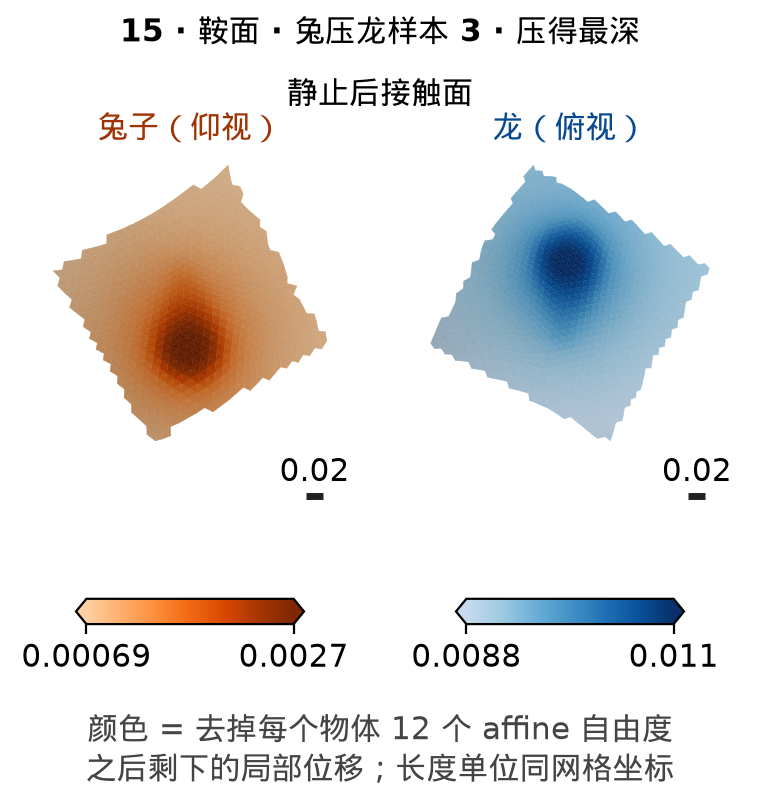 15 · 鞍面 · 兔压龙样本 3 · 压得最深
静止后接触面
兔子（仰视）
龙（俯视）
0.02
0.02
0.00069
0.0027
0.0088
0.011
颜色 = 去掉每个物体 12 个 affine 自由度
之后剩下的局部位移；长度单位同网格坐标